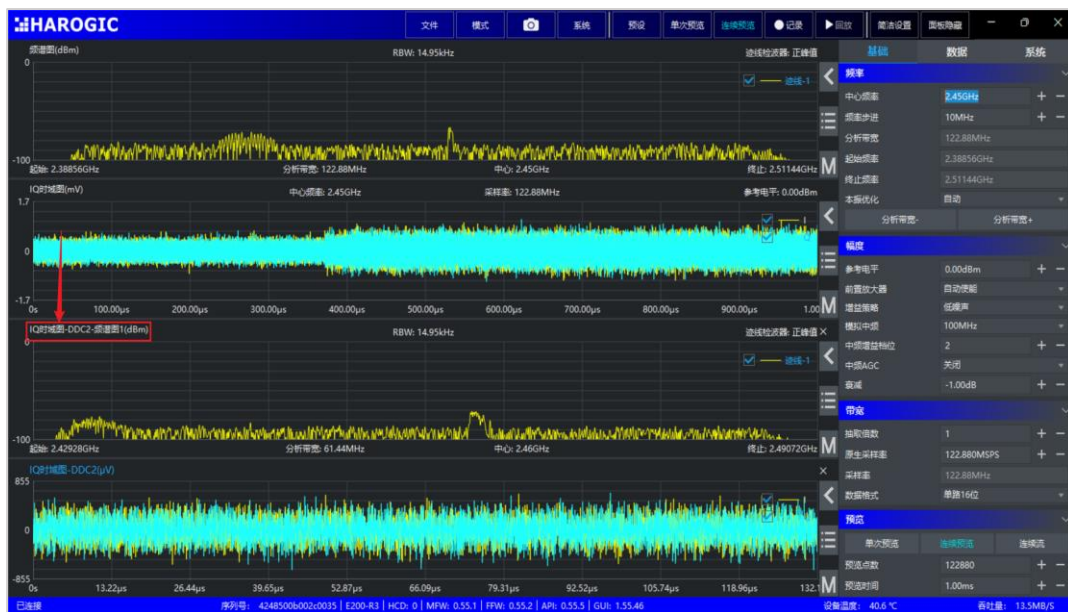 HAROGIC
文件 模式 系统 预设 单次预览 连续预览 记录 回放 简洁设置 面板隐藏
频谱图(dBm) RBW: 14.95kHz 迹线检波器: 正峰值
0
迹线-1
-100
起始: 2.38856GHz 分析带宽: 122.88MHz 中心: 2.45GHz 终止: 2.51144GHz
M
IQ时域图(mV) 中心频率: 2.45GHz 采样率: 122.88MHz 参考电平: 0.00dBm
1.7
I
0
-1.7
0s 100.00μs 200.00μs 300.00μs 400.00μs 500.00μs 600.00μs 700.00μs 800.00μs 900.00μs 1.00
M
IQ时域图-DDC2-频谱图1(dBm) RBW: 14.95kHz 迹线检波器: 正峰值
0
迹线-1
-100
起始: 2.42928GHz 分析带宽: 61.44MHz 中心: 2.46GHz 终止: 2.49072GHz
M
IQ时域图-DDC2(μV)
855
I
0
-855
0s 13.22μs 26.44μs 39.65μs 52.87μs 66.09μs 79.31μs 92.52μs 105.74μs 118.96μs 132.1
M
基础 数据 系统
频率
中心频率 2.45GHz + −
频率步进 10MHz + −
分析带宽 122.88MHz
起始频率 2.38856GHz
终止频率 2.51144GHz
本振优化 自动
分析带宽- 分析带宽+
幅度
参考电平 0.00dBm + −
前置放大器 自动使能
增益策略 低噪声
模拟中频 100MHz
中频增益档位 2 + −
中频AGC 关闭
衰减 -1.00dB + −
带宽
抽取倍数 1 + −
原生采样率 122.880MSPS + −
采样率 122.88MHz
数据格式 单路16位
预览
单次预览 连续预览 连续流
预览点数 122880 + −
预览时间 1.00ms + −
已连接 序列号: 4248500b002c0035 | E200-R3 | HCD: 0 | MFW: 0.55.1 | FFW: 0.55.2 | API: 0.55.5 | GUI: 1.55.46 设备温度: 40.6 ℃ 吞吐量: 13.5MB/S